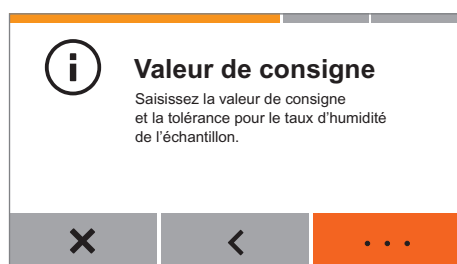 Valeur de consigne
Saisissez la valeur de consigne
et la tolérance pour le taux d'humidité
de l'échantillon.